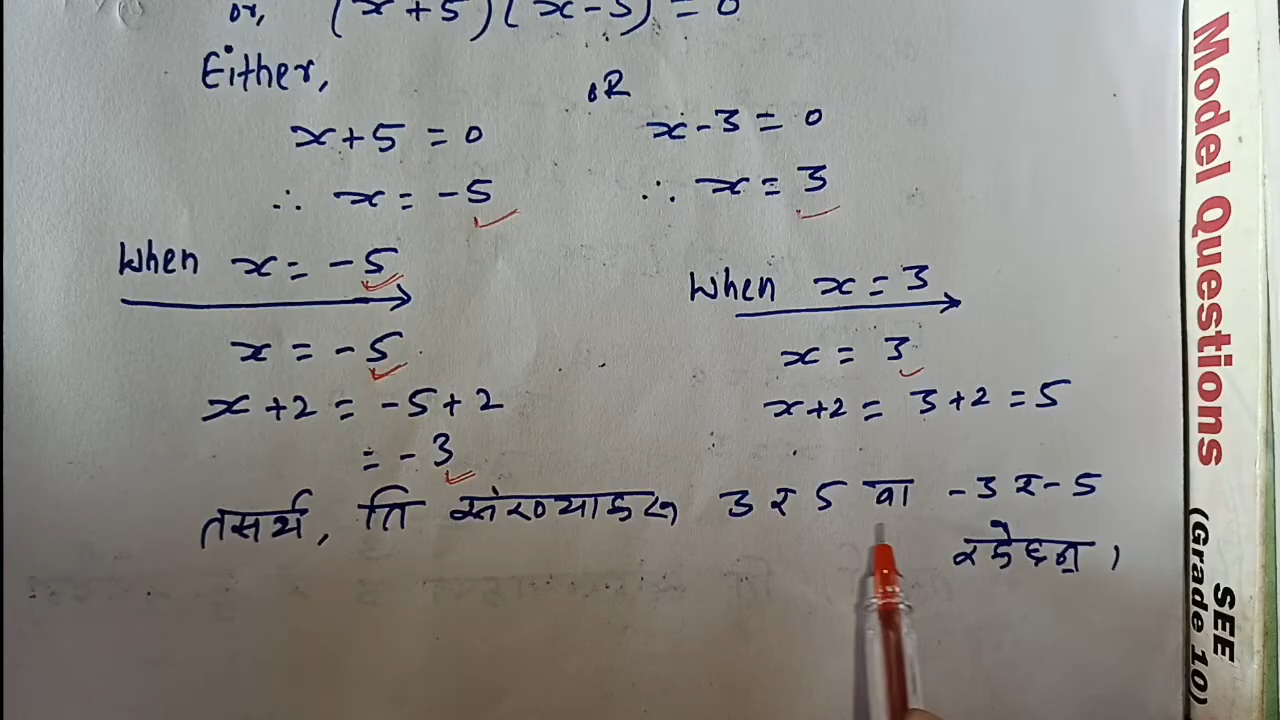 or, (x+5)(x-3) = 0
Either,
OR
x+5 = 0
x-3 = 0
∴ x = -5
∴ x = 3
When x = -5
When x = 3
x = -5
x = 3
x+2 = -5+2
x+2 = 3+2 = 5
= -3
तसर्थ, ति संख्याहरू 3 र 5 वा -3 र -5
रहेछन् ।
Model Questions
SEE
(Grade 10)